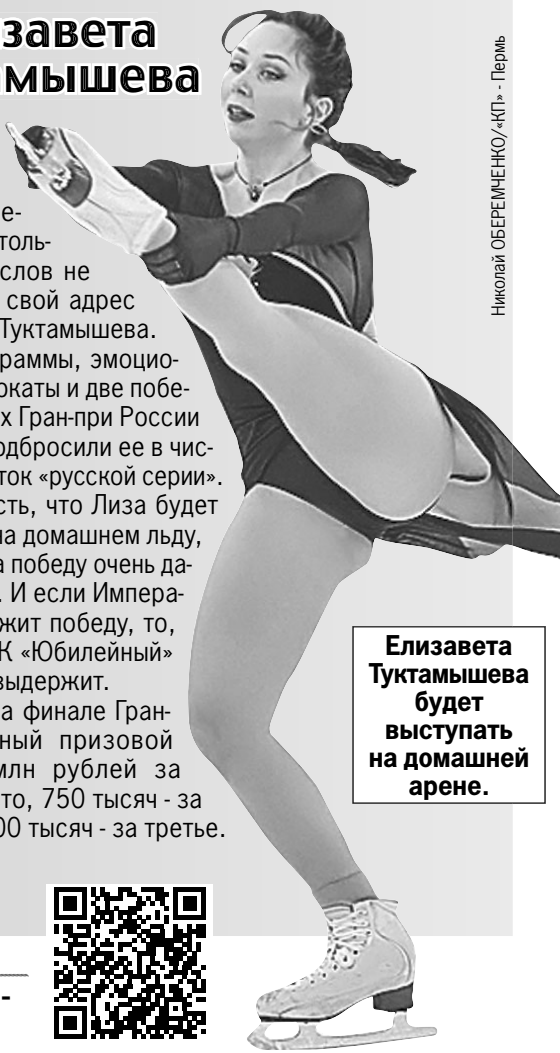 завета
амышева
е-
толь-
слов не
свой адрес
Туктамышева.
раммы, эмоцио-
окаты и две побе-
х Гран-при России
одбросили ее в чис-
ток «русской серии».
сть, что Лиза будет
на домашнем льду,
а победу очень да-
. И если Импера-
жит победу, то,
К «Юбилейный»
выдержит.
а финале Гран-
ный призовой
млн рублей за
то, 750 тысяч - за
00 тысяч - за третье.
-
Елизавета
Туктамышева
будет
выступать
на домашней
арене.
Николай ОБЕРЕМЧЕНКО/«КП» - Пермь